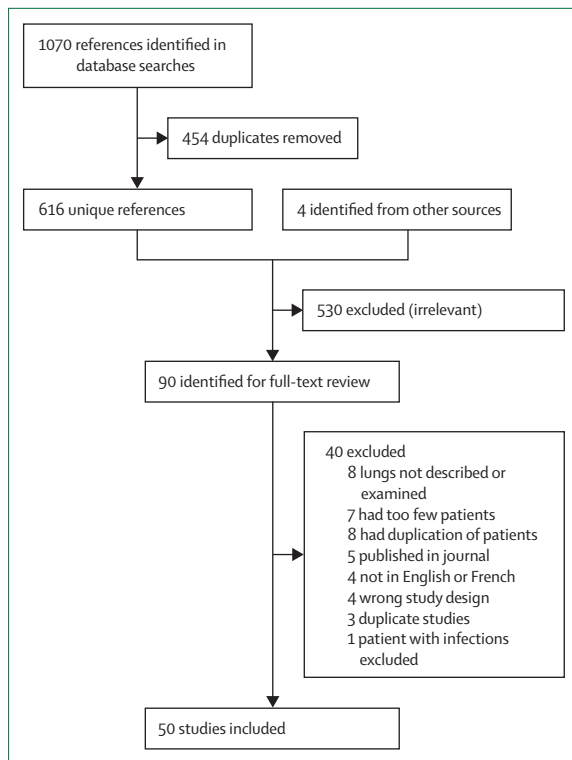 1070 references identified in
database searches
454 duplicates removed
616 unique references
4 identified from other sources
530 excluded (irrelevant)
90 identified for full-text review
40 excluded
8 lungs not described or
examined
7 had too few patients
8 had duplication of patients
5 published in journal
4 not in English or French
4 wrong study design
3 duplicate studies
1 patient with infections
excluded
50 studies included